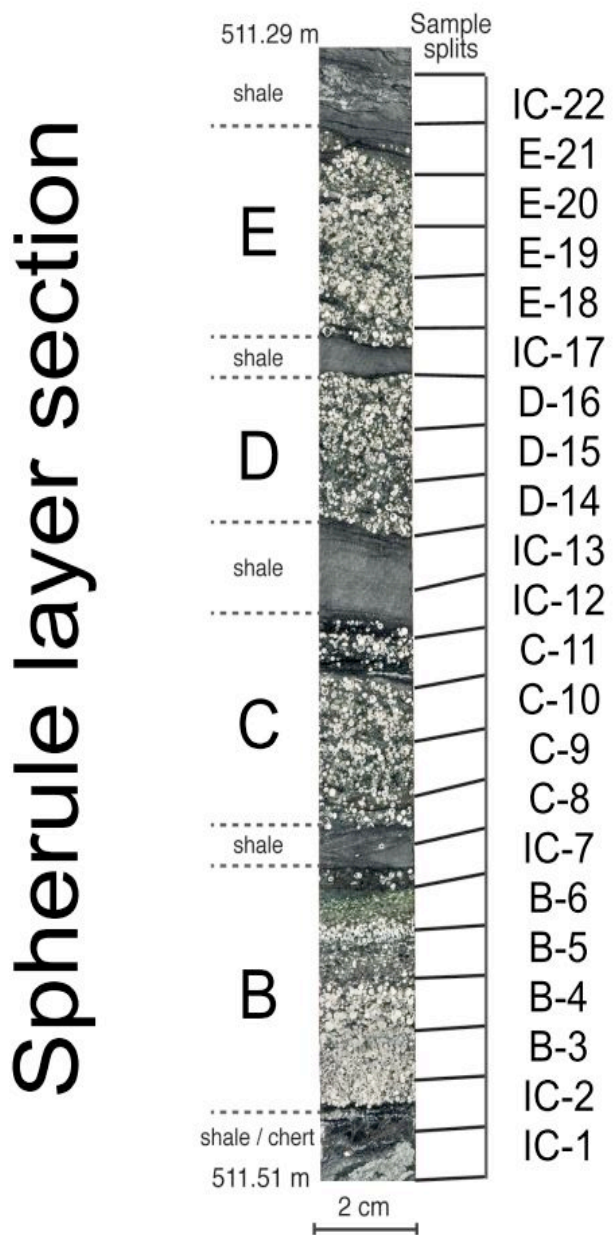 Spherule layer section
511.29 m
Sample
splits
shale
IC-22
E-21
E
E-20
E-19
E-18
shale
IC-17
D-16
D
D-15
D-14
shale
IC-13
IC-12
C-11
C
C-10
C-9
C-8
shale
IC-7
B-6
B-5
B
B-4
B-3
IC-2
shale / chert
IC-1
511.51 m
2 cm